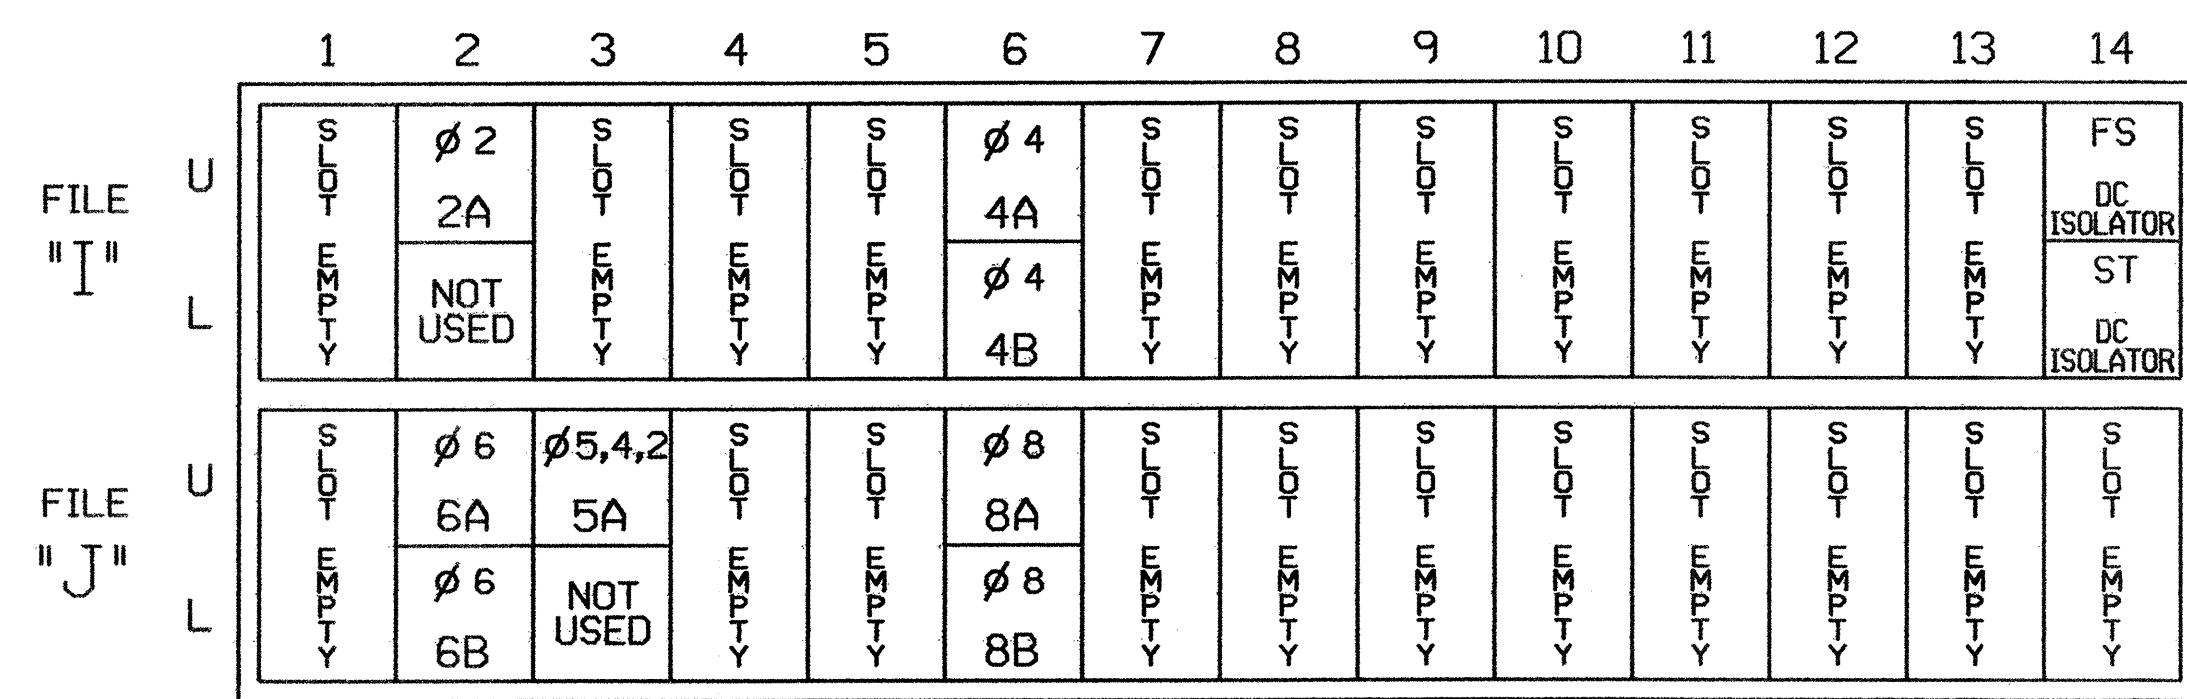 1 2 3 4 5 6 7 8 9 10 11 12 13 14
FILE "I"
U
L
SLOT EMPTY
Ø 2
2A
NOT USED
SLOT EMPTY
SLOT EMPTY
SLOT EMPTY
Ø 4
4A
Ø 4
4B
SLOT EMPTY
SLOT EMPTY
SLOT EMPTY
SLOT EMPTY
SLOT EMPTY
SLOT EMPTY
SLOT EMPTY
FS
DC
ISOLATOR
ST
DC
ISOLATOR
FILE "J"
U
L
SLOT EMPTY
Ø 6
6A
Ø 6
6B
Ø5,4,2
5A
NOT USED
SLOT EMPTY
SLOT EMPTY
Ø 8
8A
Ø 8
8B
SLOT EMPTY
SLOT EMPTY
SLOT EMPTY
SLOT EMPTY
SLOT EMPTY
SLOT EMPTY
SLOT EMPTY
SLOT EMPTY